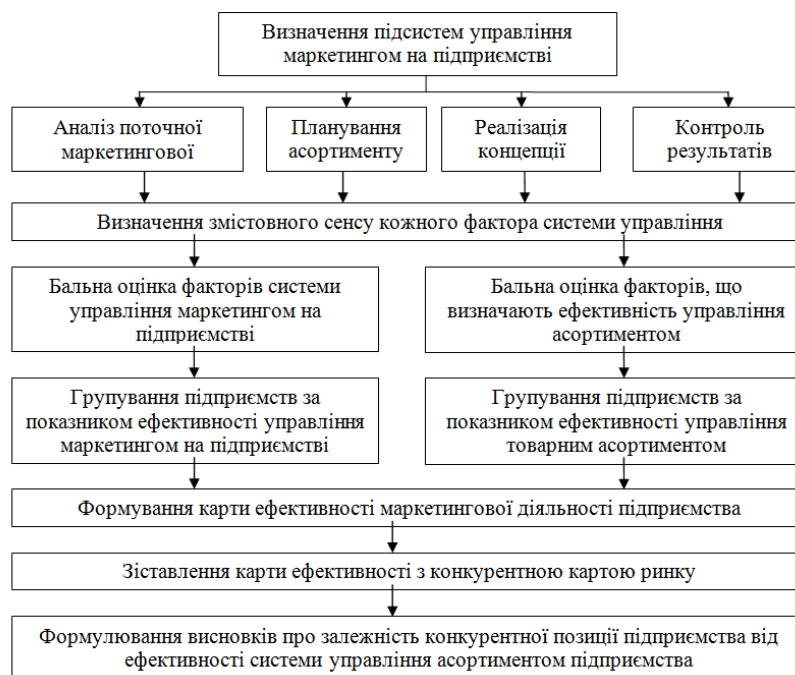 Визначення підсистем управління
маркетингом на підприємстві
Аналіз поточної
маркетингової
Планування
асортименту
Реалізація
концепції
Контроль
результатів
Визначення змістовного сенсу кожного фактора системи управління
Бальна оцінка факторів системи
управління маркетингом на
підприємстві
Бальна оцінка факторів, що
визначають ефективність управління
асортиментом
Групування підприємств за
показником ефективності управління
маркетингом на підприємстві
Групування підприємств за
показником ефективності управління
товарним асортиментом
Формування карти ефективності маркетингової діяльності підприємства
Зіставлення карти ефективності з конкурентною картою ринку
Формулювання висновків про залежність конкурентної позиції підприємства від
ефективності системи управління асортиментом підприємства